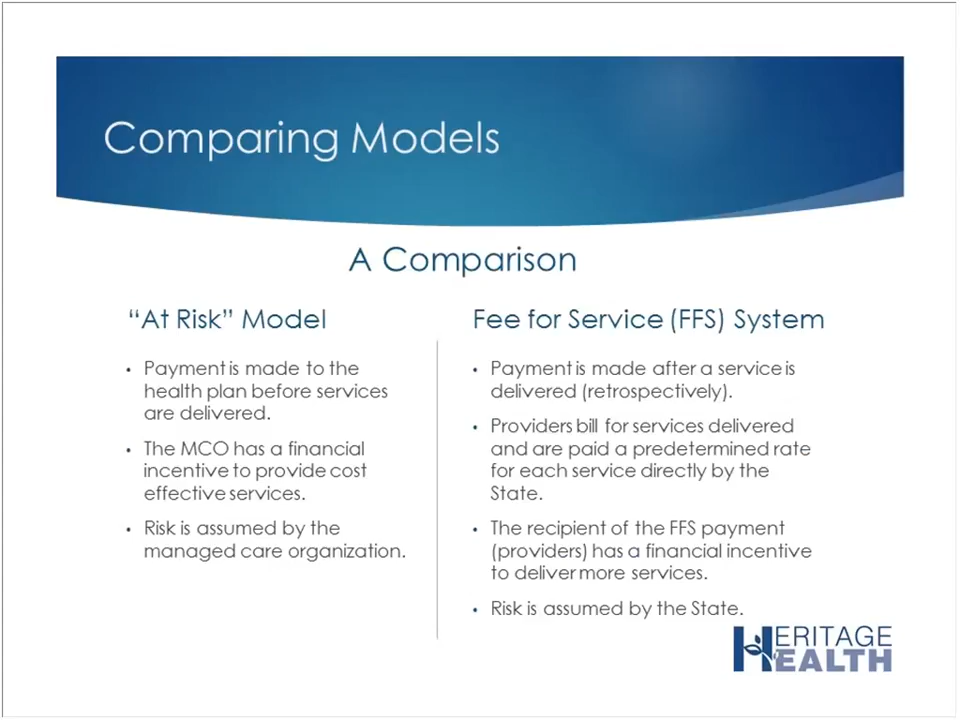 Comparing Models
A Comparison
“At Risk” Model
• Payment is made to the
health plan before services
are delivered.
• The MCO has a financial
incentive to provide cost
effective services.
• Risk is assumed by the
managed care organization.
Fee for Service (FFS) System
• Payment is made after a service is
delivered (retrospectively).
• Providers bill for services delivered
and are paid a predetermined rate
for each service directly by the
State.
• The recipient of the FFS payment
(providers) has a financial incentive
to deliver more services.
• Risk is assumed by the State.
HERITAGE
HEALTH